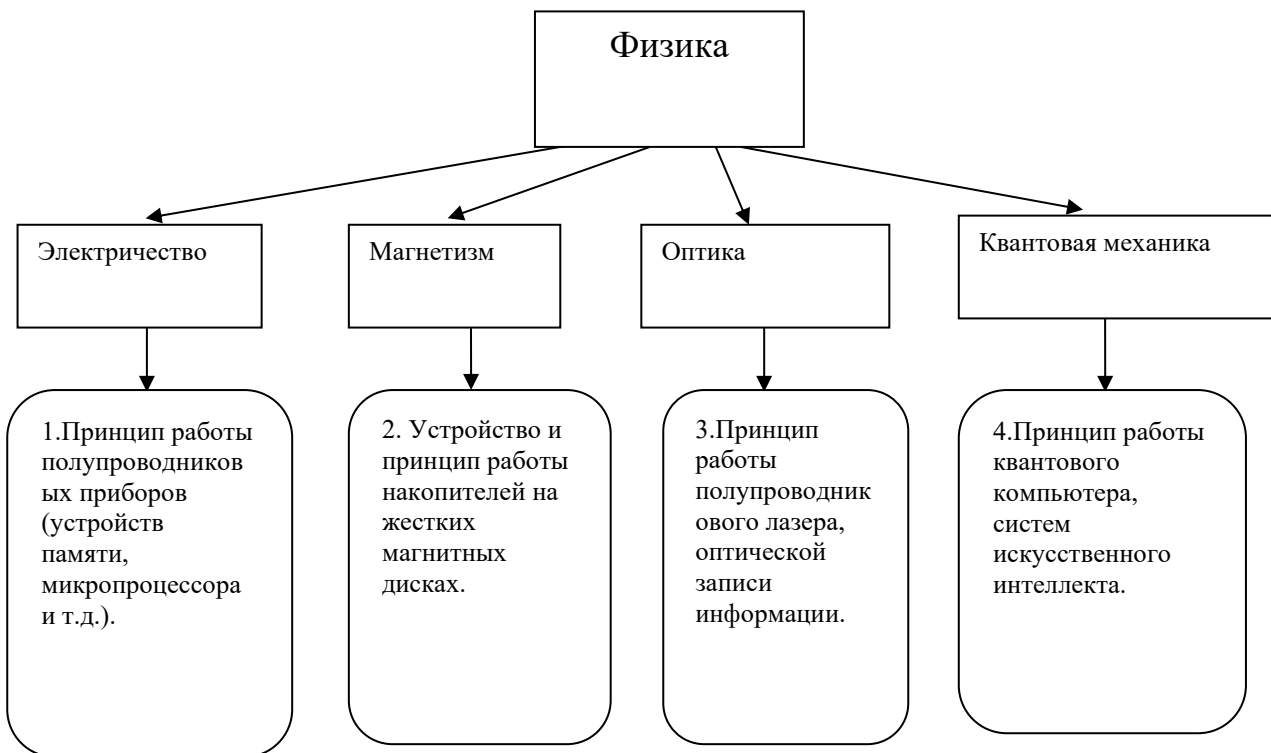 Физика
Электричество
Магнетизм
Оптика
Квантовая механика
1.Принцип работы
полупроводников
ых приборов
(устройств
памяти,
микропроцессора
и т.д.).
2. Устройство и
принцип работы
накопителей на
жестких
магнитных
дисках.
3.Принцип
работы
полупроводник
ового лазера,
оптической
записи
информации.
4.Принцип работы
квантового
компьютера,
систем
искусственного
интеллекта.